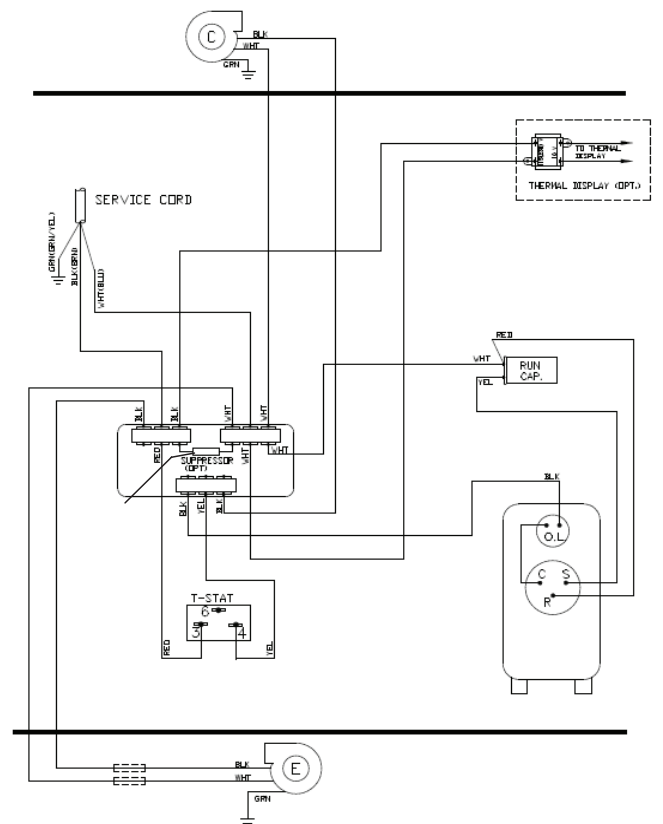 C
BLK
WHT
GRN
TO THERMAL
DISPLAY
THERMAL DISPLAY (OPT.)
SERVICE CORD
GRN(GRN/YEL)
BLK(BRN)
WHT(BLU)
RED
WHT
RUN
CAP.
YEL
BLK
BLK
WHT
WHT
RED
SUPPRESSOR
(OPT)
WHT
WHT
BLK
YEL
BLK
BLK
O.L.
C S
R
T-STAT
6
3
4
RED
YEL
BLK
WHT
E
GRN